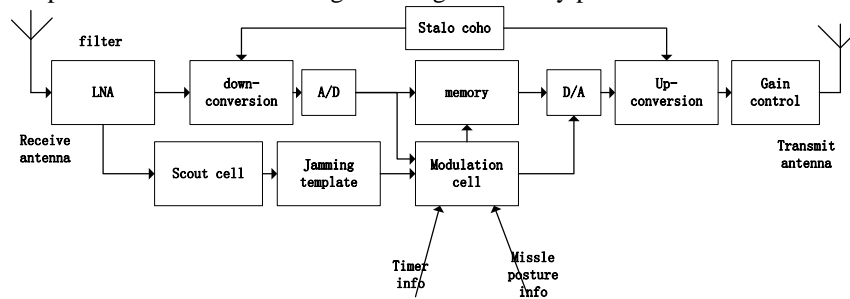 Stalo coho
filter
LNA
down-
conversion
A/D
memory
D/A
Up-
conversion
Gain
control
Receive
antenna
Transmit
antenna
Scout cell
Jamming
template
Modulation
cell
Timer
info
Missle
posture
info